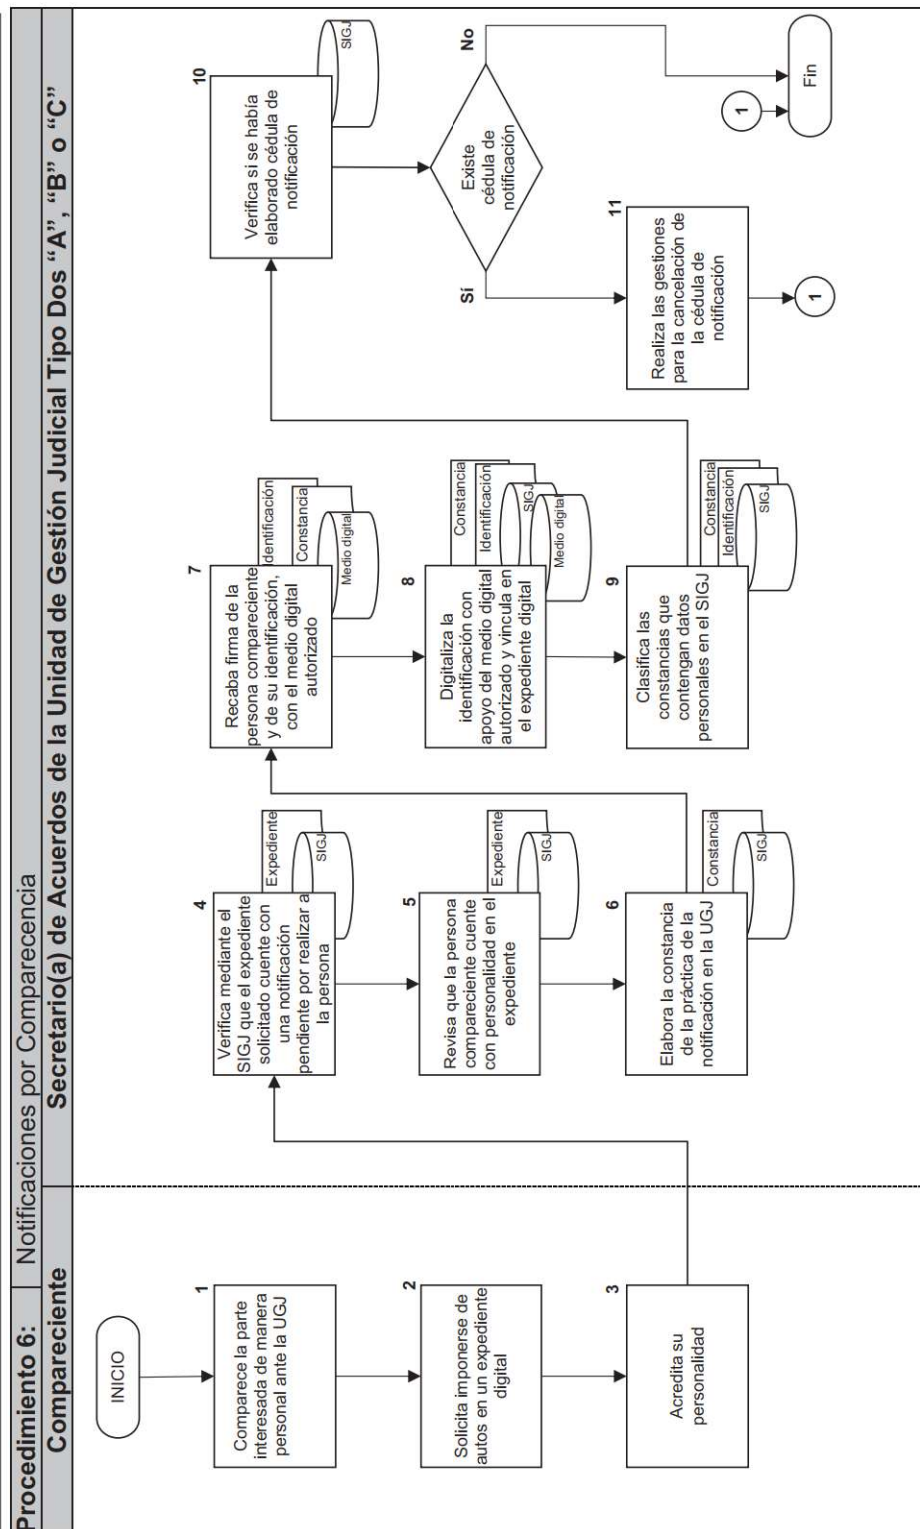 Procedimiento 6:
Notificaciones por Comparecencia
Compareciente
Secretario(a) de Acuerdos de la Unidad de Gestión Judicial Tipo Dos “A”, “B” o “C”
INICIO
1
Comparece la parte
interesada de manera
personal ante la UGJ
2
Solicita imponerse de
autos en un expediente
digital
3
Acredita su
personalidad
4
Verifica mediante el
SIGJ que el expediente
solicitado cuente con
una notificación
pendiente por realizar a
la persona
Expediente
SIGJ
5
Revisa que la persona
compareciente cuente
con personalidad en el
expediente
Expediente
SIGJ
6
Elabora la constancia
de la práctica de la
notificación en la UGJ
Constancia
SIGJ
7
Recaba firma de la
persona compareciente
y de su identificación,
con el medio digital
autorizado
Identificación
Constancia
Medio digital
8
Digitaliza la
identificación con
apoyo del medio digital
autorizado y vincula en
el expediente digital
Constancia
Identificación
SIGJ
Medio digital
9
Clasifica las
constancias que
contengan datos
personales en el SIGJ
Constancia
Identificación
SIGJ
10
Verifica si se había
elaborado cédula de
notificación
SIGJ
Existe
cédula de
notificación
Sí
No
11
Realiza las gestiones
para la cancelación de
la cédula de
notificación
1
1
Fin